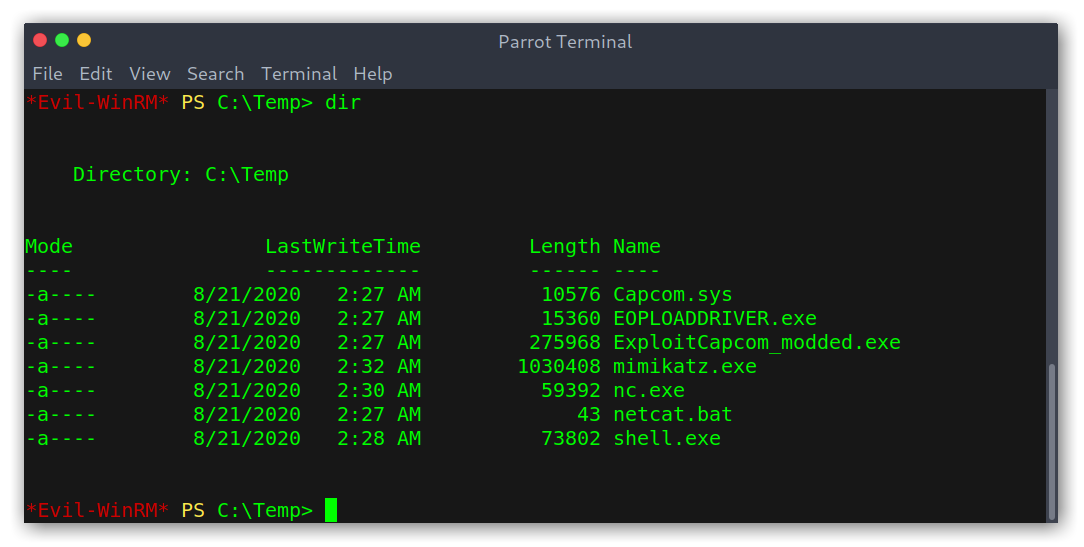 Parrot Terminal
File Edit View Search Terminal Help
*Evil-WinRM* PS C:\Temp> dir
Directory: C:\Temp
Mode                LastWriteTime         Length Name
----                -------------         ------ ----
-a----        8/21/2020   2:27 AM          10576 Capcom.sys
-a----        8/21/2020   2:27 AM          15360 EOPLOADDRIVER.exe
-a----        8/21/2020   2:27 AM         275968 ExploitCapcom_modded.exe
-a----        8/21/2020   2:32 AM        1030408 mimikatz.exe
-a----        8/21/2020   2:30 AM          59392 nc.exe
-a----        8/21/2020   2:27 AM             43 netcat.bat
-a----        8/21/2020   2:28 AM          73802 shell.exe
*Evil-WinRM* PS C:\Temp>